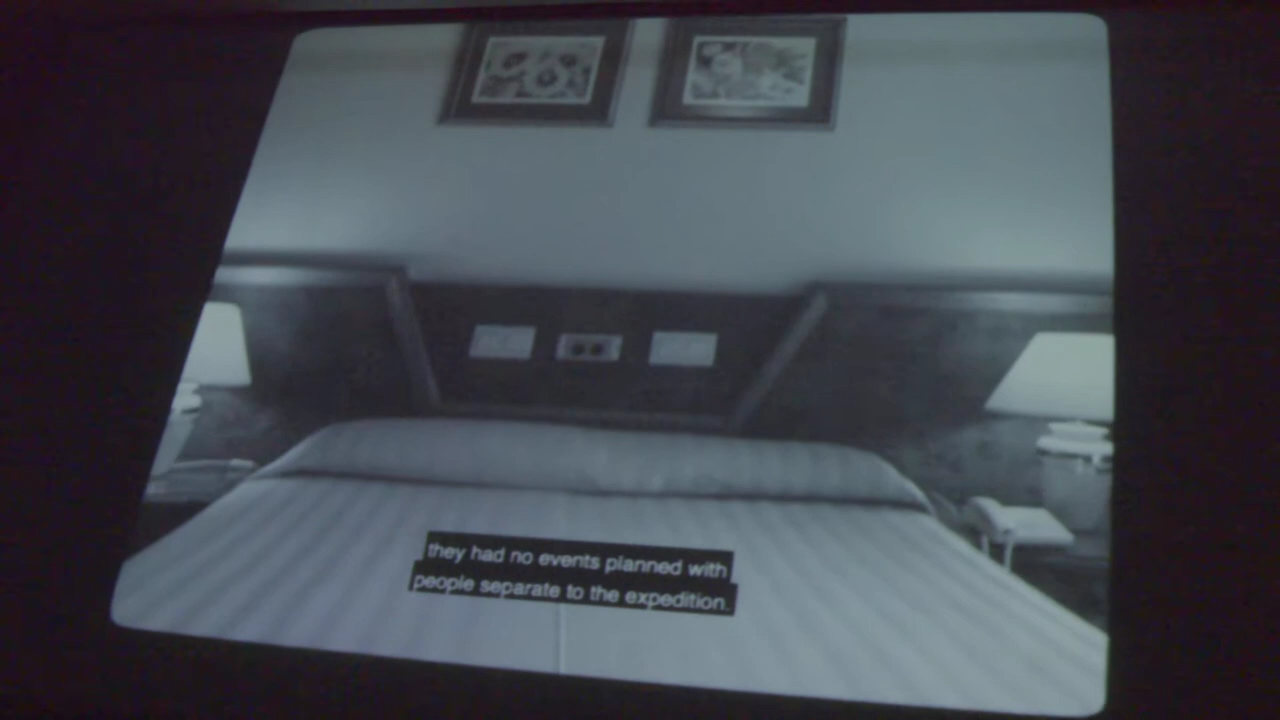 they had no events planned with
people separate to the expedition.